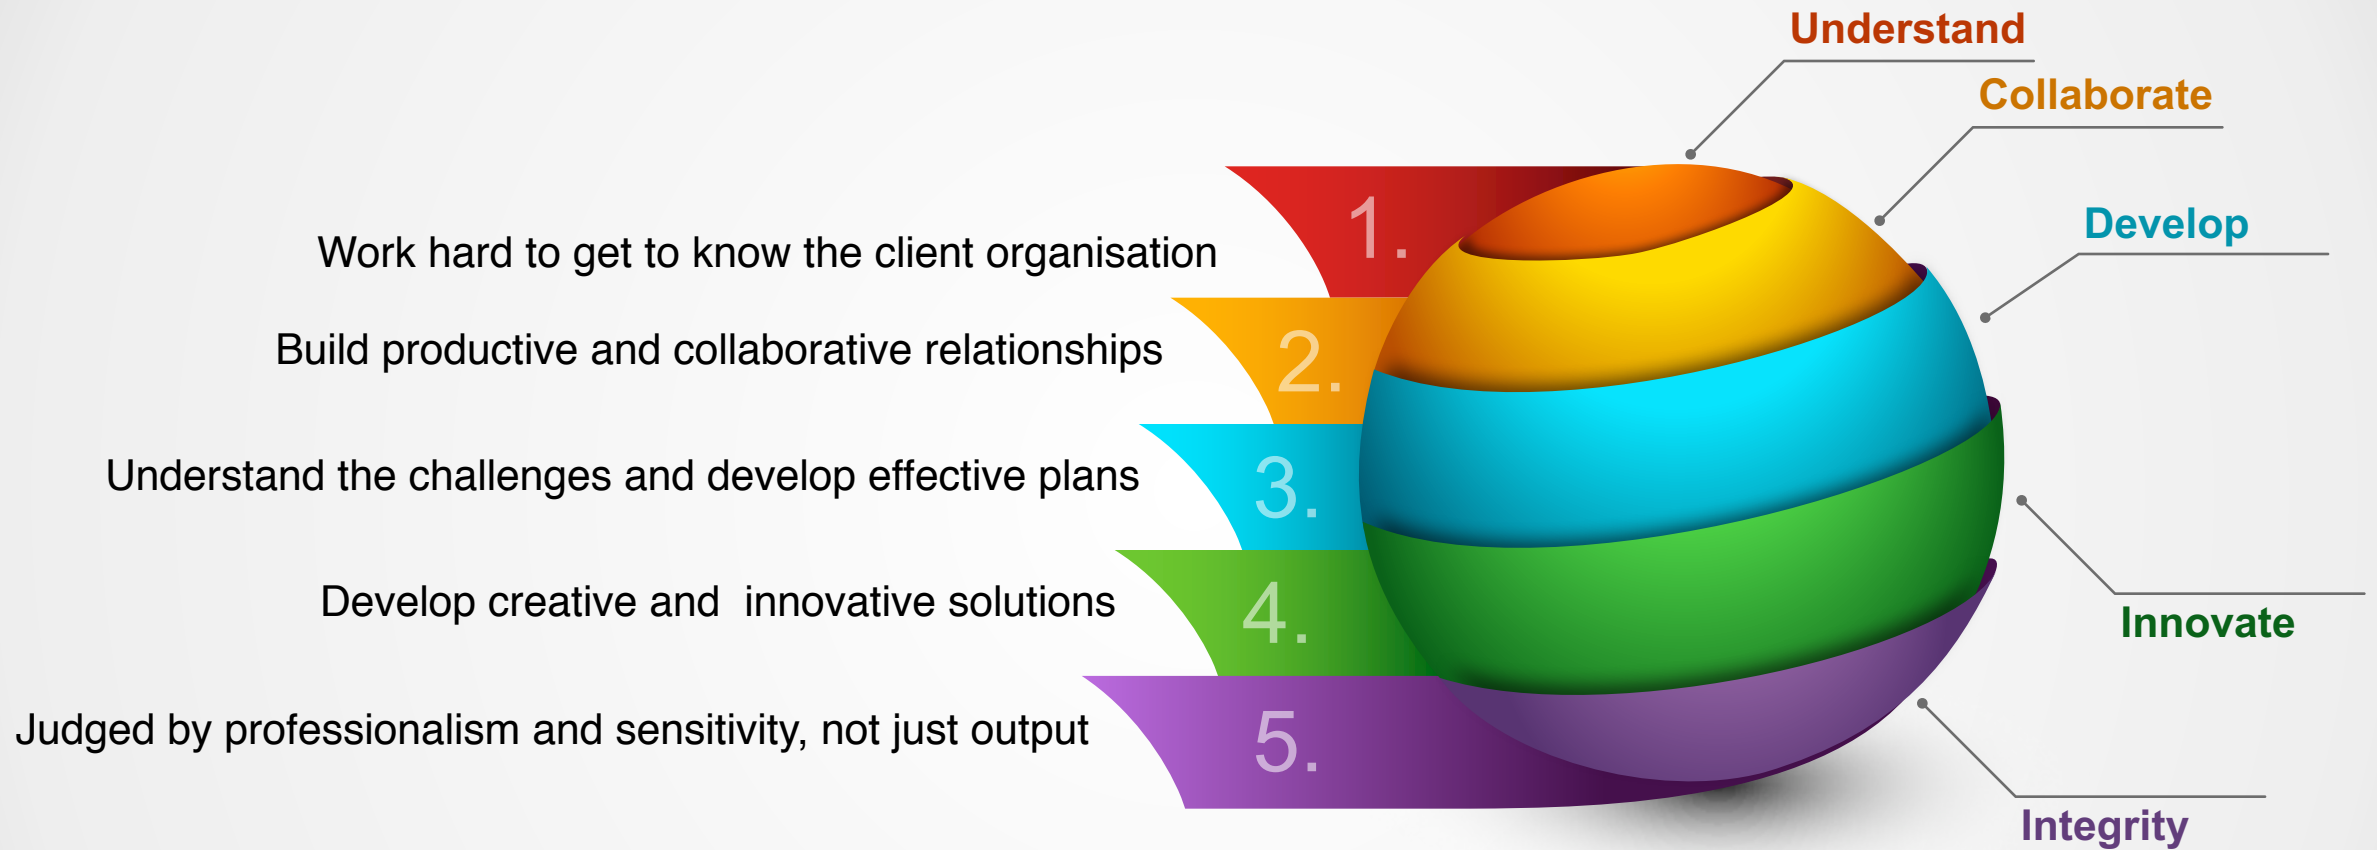 Understand
Collaborate
Develop
1.
Work hard to get to know the client organisation
2.
Build productive and collaborative relationships
3.
Understand the challenges and develop effective plans
4.
Develop creative and  innovative solutions
Innovate
5.
Judged by professionalism and sensitivity, not just output
Integrity